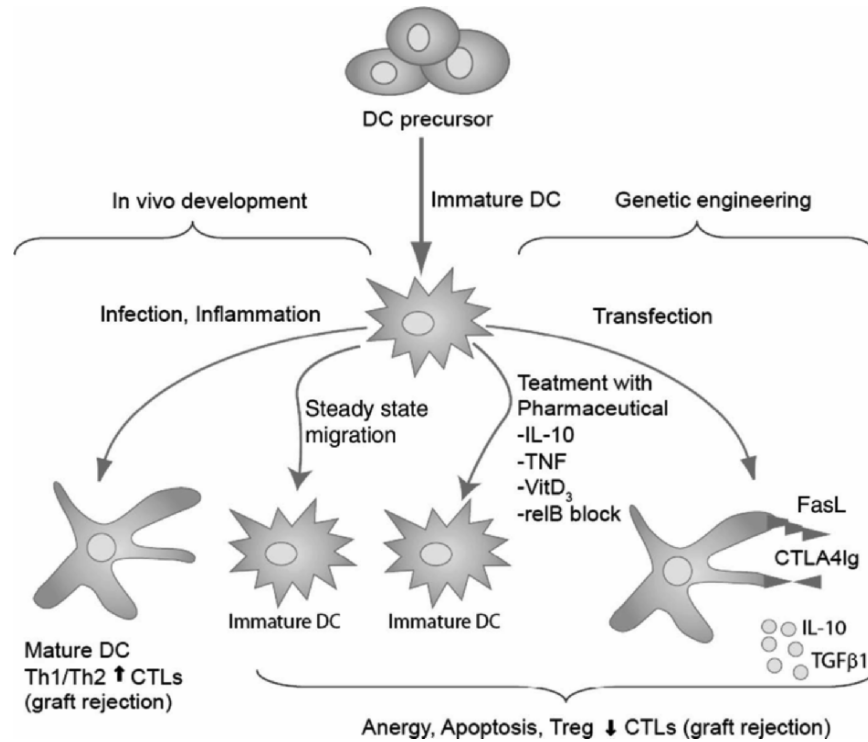 DC precursor
In vivo development
Immature DC
Genetic engineering
Infection, Inflammation
Transfection
Steady state
migration
Teatment with
Pharmaceutical
-IL-10
-TNF
-VitD₃
-relB block
FasL
CTLA4Ig
IL-10
TGFβ1
Immature DC
Immature DC
Mature DC
Th1/Th2 ⬆ CTLs
(graft rejection)
Anergy, Apoptosis, Treg ⬇ CTLs (graft rejection)